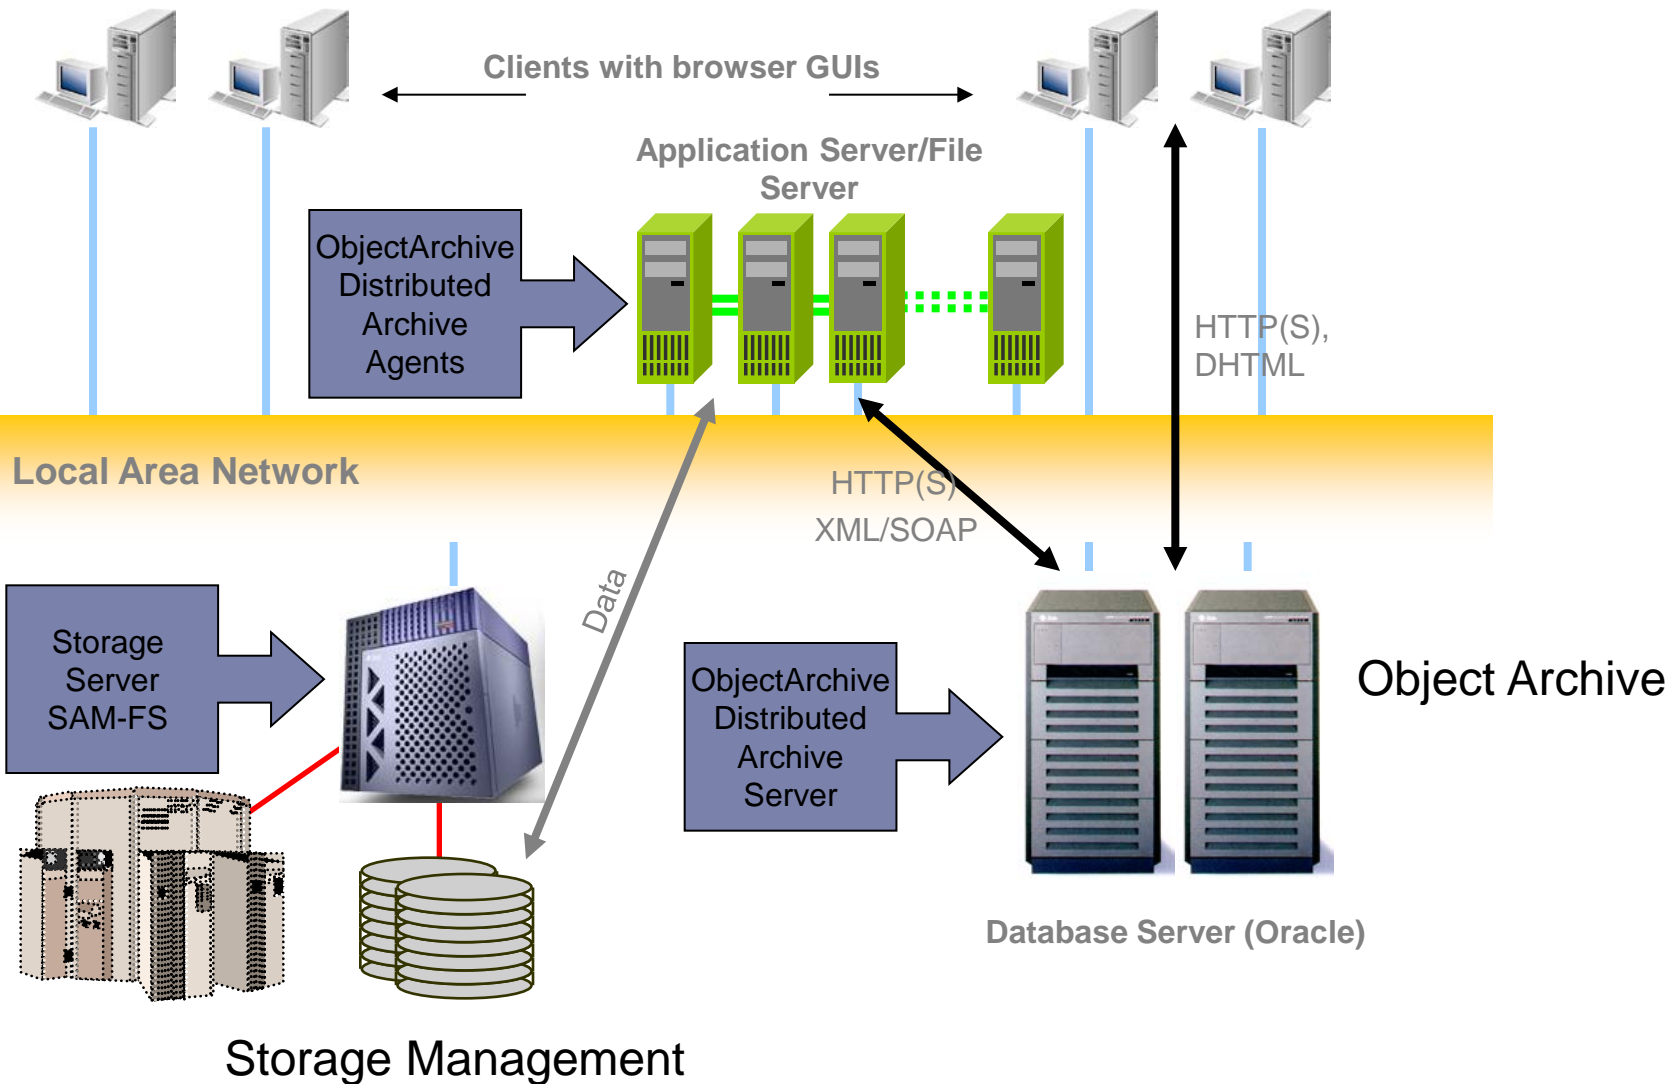 Clients with browser GUIs
Application Server/File
Server
ObjectArchive
Distributed
Archive
Agents
HTTP(S),
DHTML
Local Area Network
HTTP(S)
XML/SOAP
Data
Storage
Server
SAM-FS
ObjectArchive
Distributed
Archive
Server
Object Archive
Database Server (Oracle)
Storage Management